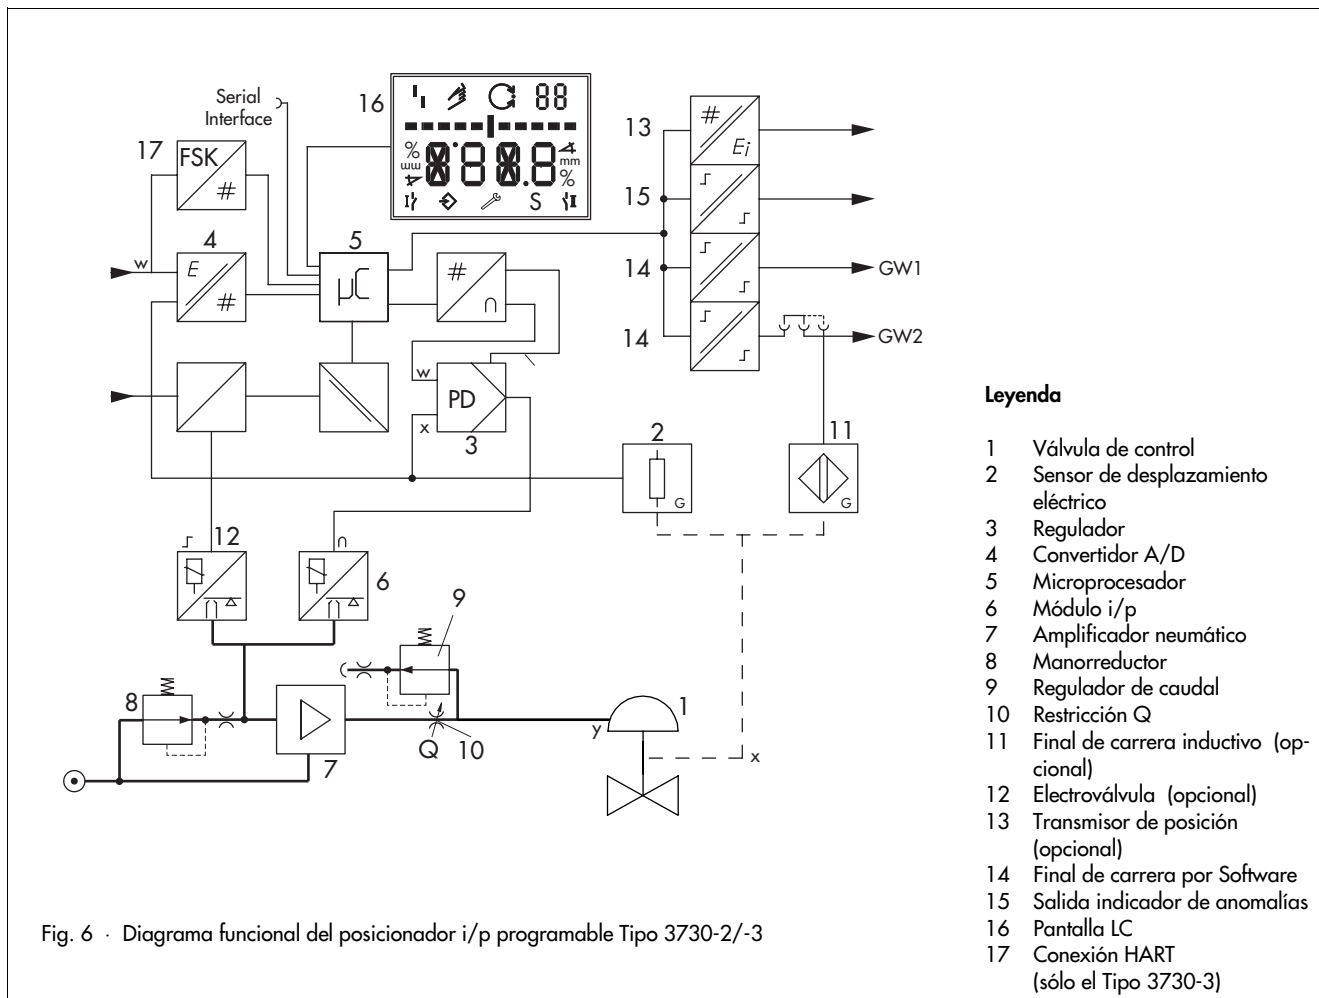 Serial
Interface
16
88
%
mm
8.8 8.8
mm
%
S
17
FSK
#
w
4
E
#
5
µC
#
∩
13
#
Ei
15
14
GW1
14
GW2
w
PD
x
3
2
G
11
G
12
∩
6
9
8
7
Q
10
1
y
x
Leyenda
1 Válvula de control
2 Sensor de desplazamiento
eléctrico
3 Regulador
4 Convertidor A/D
5 Microprocesador
6 Módulo i/p
7 Amplificador neumático
8 Manorreductor
9 Regulador de caudal
10 Restricción Q
11 Final de carrera inductivo (op-
cional)
12 Electroválvula (opcional)
13 Transmisor de posición
(opcional)
14 Final de carrera por Software
15 Salida indicador de anomalías
16 Pantalla LC
17 Conexión HART
(sólo el Tipo 3730-3)
Fig. 6 · Diagrama funcional del posicionador i/p programable Tipo 3730-2/-3